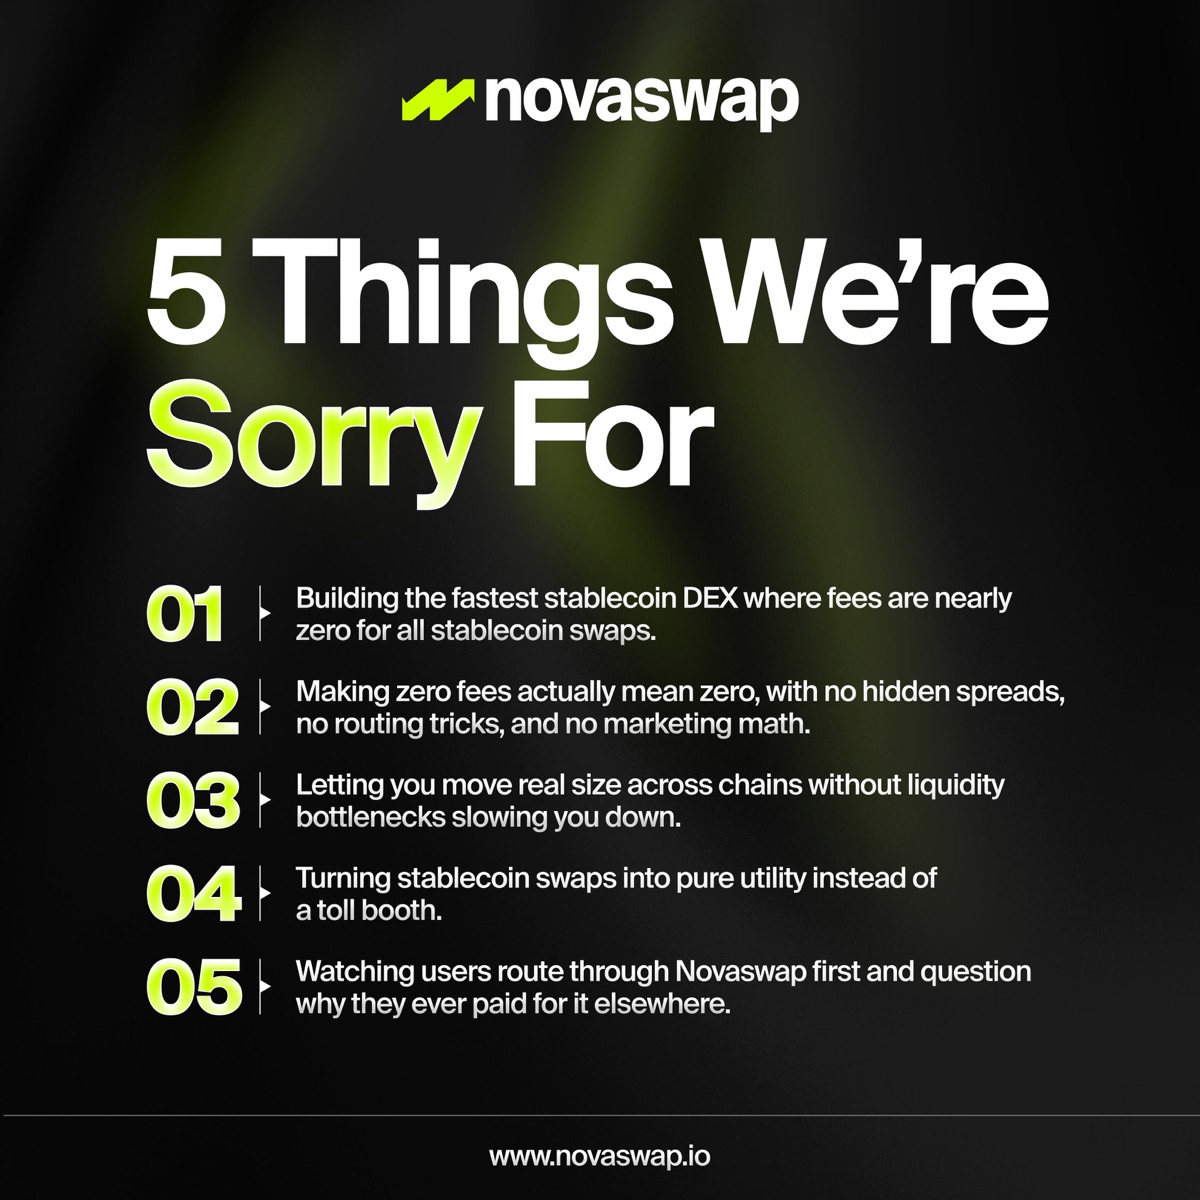 novaswap
5 Things We’re
Sorry For
01
Building the fastest stablecoin DEX where fees are nearly
zero for all stablecoin swaps.
02
Making zero fees actually mean zero, with no hidden spreads,
no routing tricks, and no marketing math.
03
Letting you move real size across chains without liquidity
bottlenecks slowing you down.
04
Turning stablecoin swaps into pure utility instead of
a toll booth.
05
Watching users route through Novaswap first and question
why they ever paid for it elsewhere.
www.novaswap.io